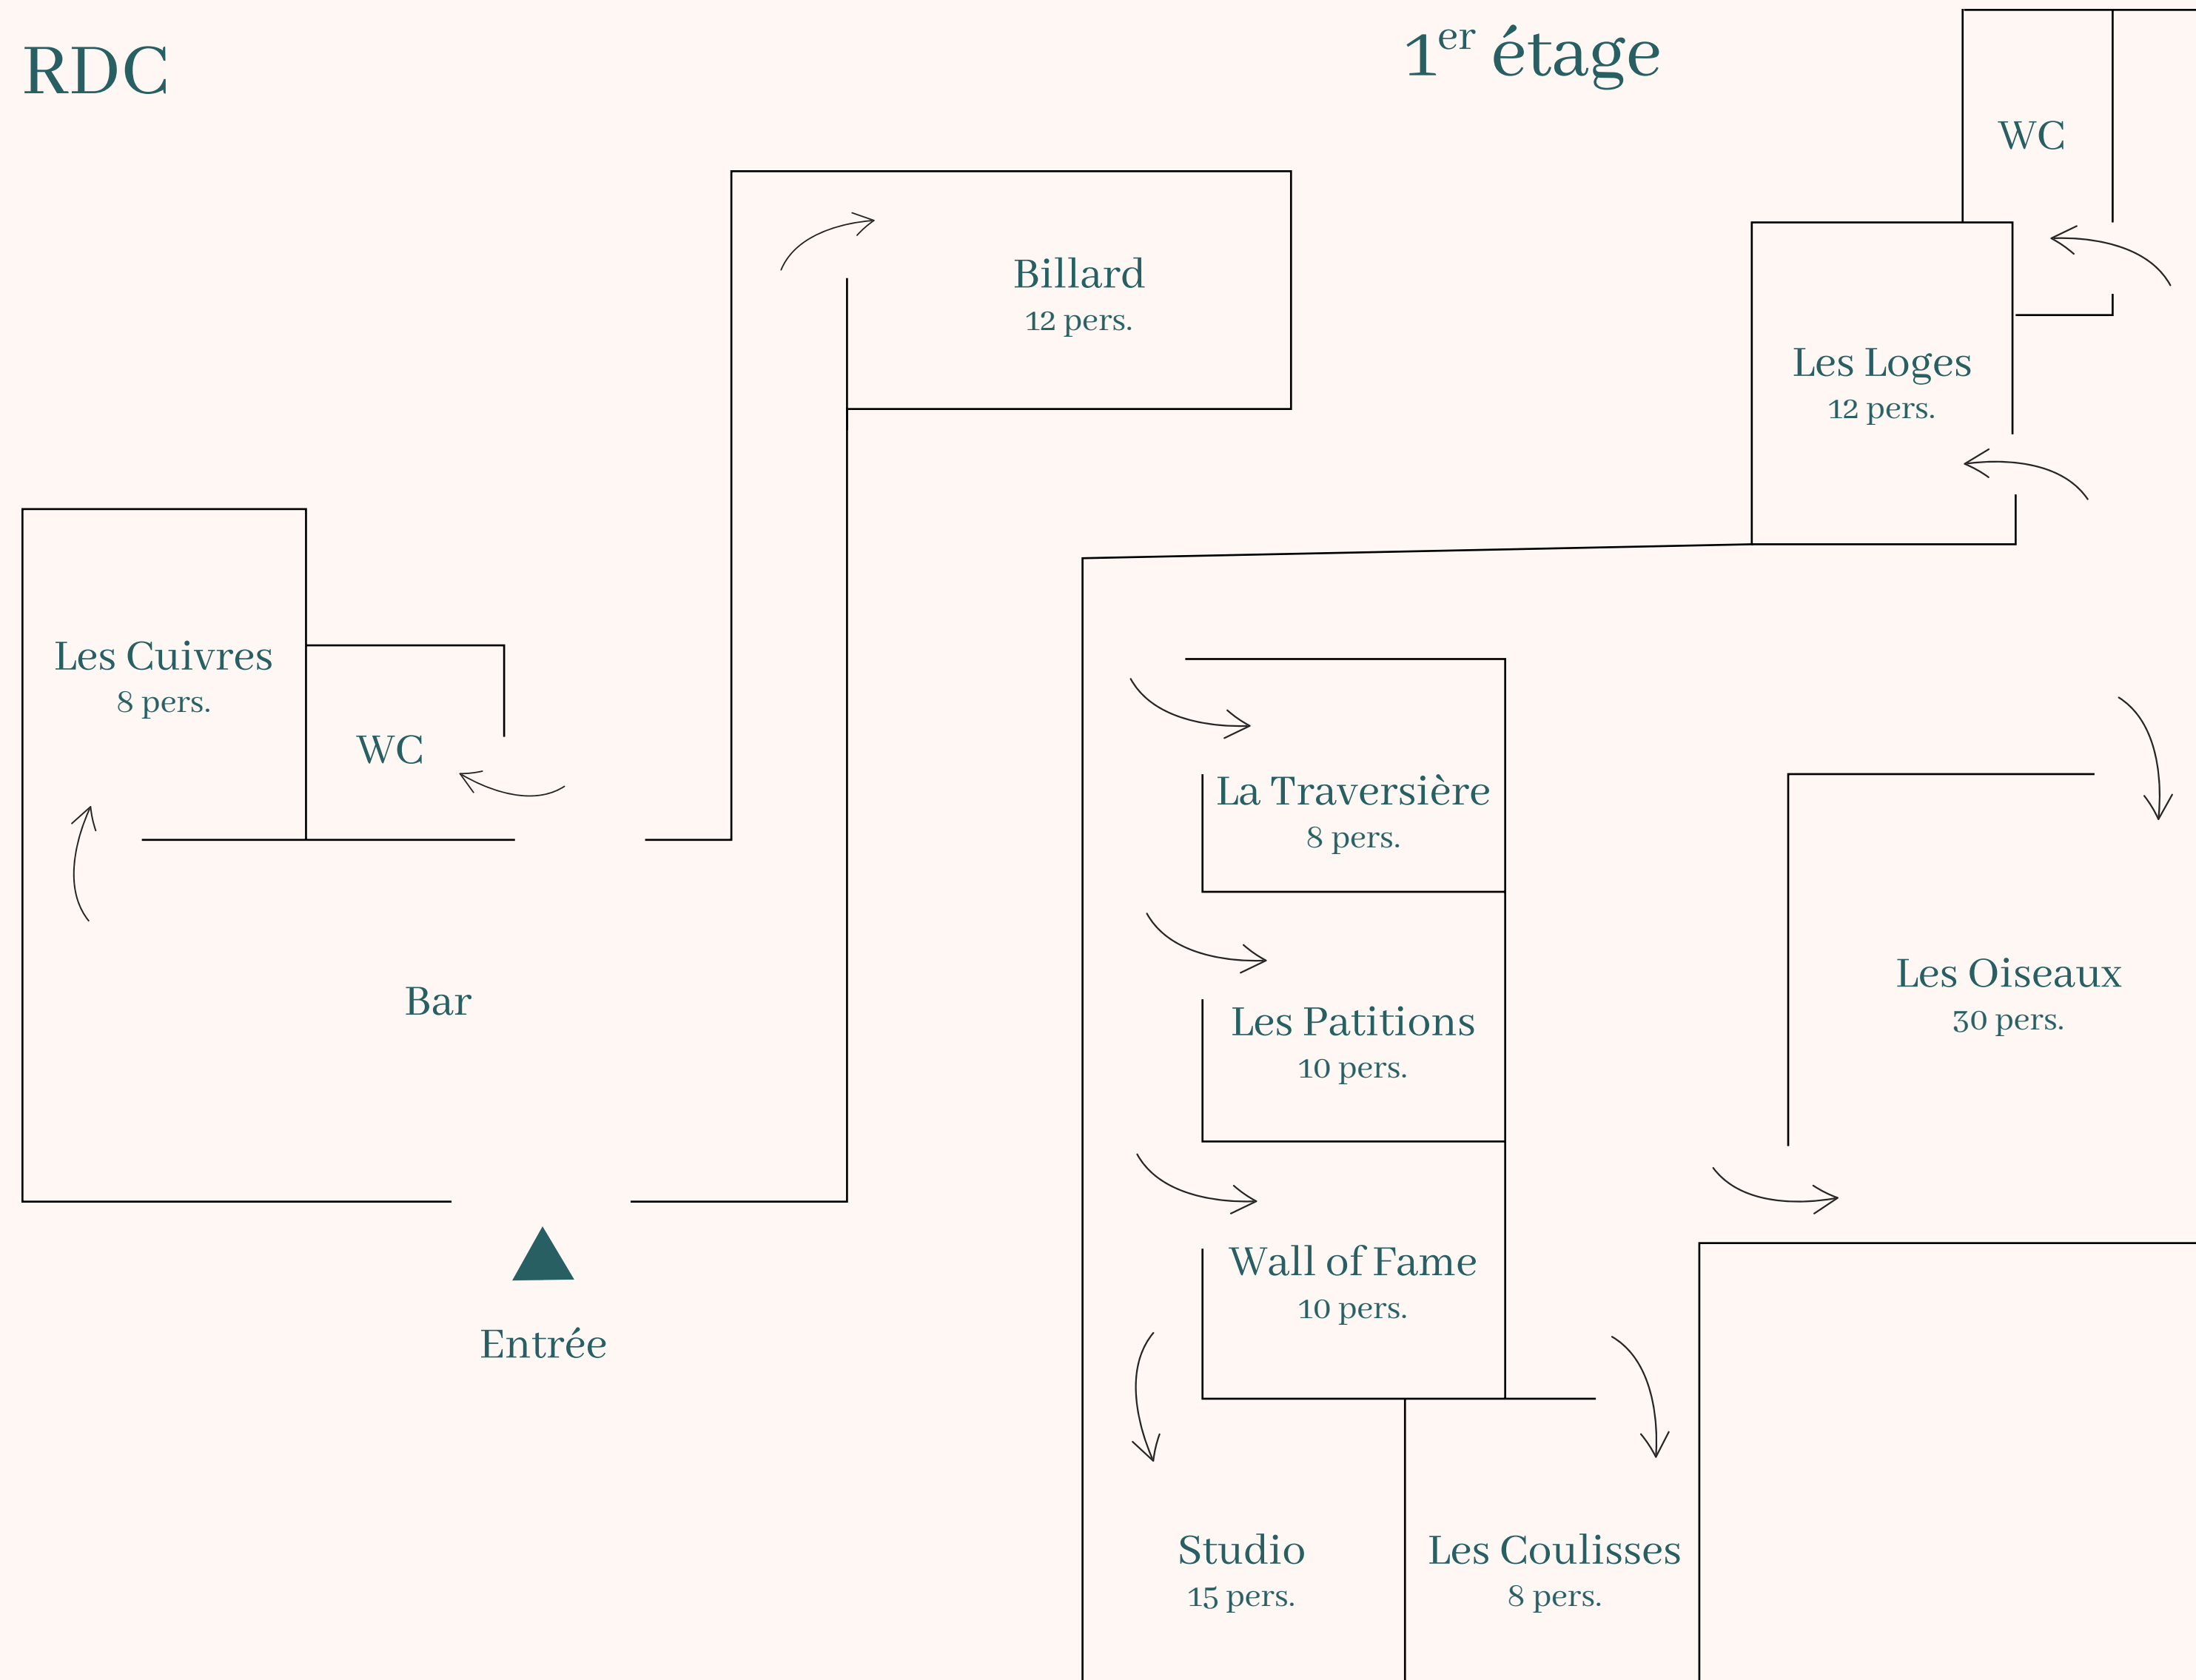 RDC
1er étage
WC
Billard
12 pers.
Les Loges
12 pers.
Les Cuivres
8 pers.
WC
La Traversière
8 pers.
Bar
Les Oiseaux
30 pers.
Les Patitions
10 pers.
Wall of Fame
10 pers.
Entrée
Studio
15 pers.
Les Coulisses
8 pers.